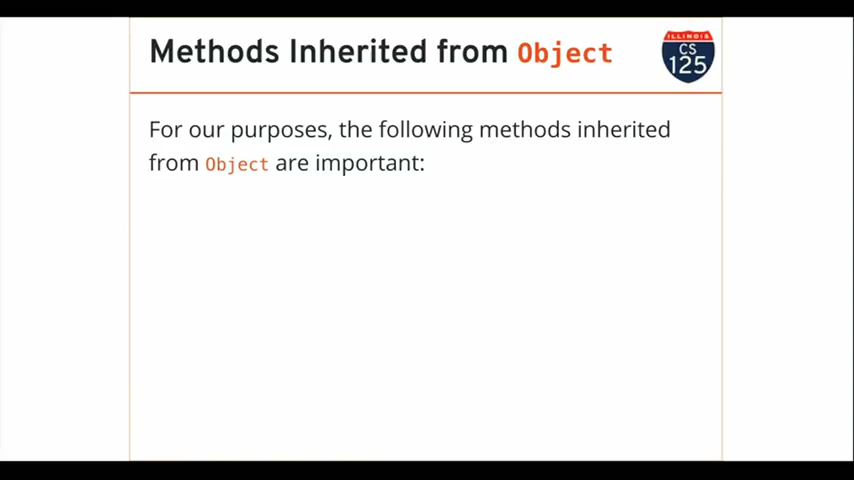 Methods Inherited from Object
ILLINOIS
CS
125
For our purposes, the following methods inherited
from Object are important: